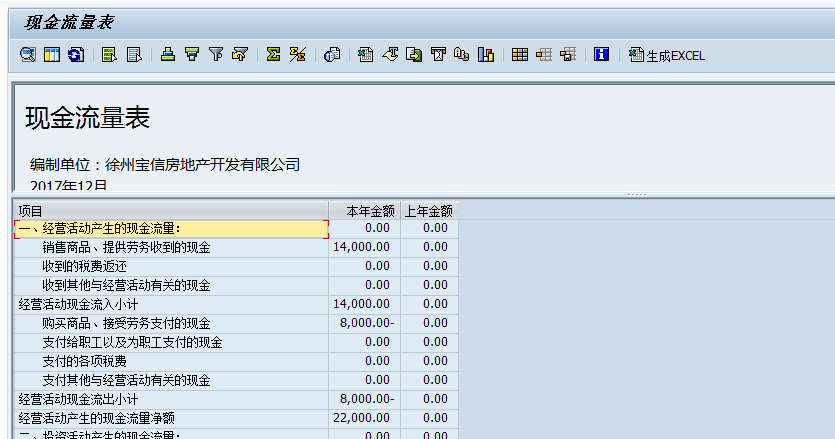 现金流量表
生成EXCEL
现金流量表
编制单位：徐州宝信房地产开发有限公司
2017年12月
项目 本年金额 上年金额
一、经营活动产生的现金流量： 0.00 0.00
销售商品、提供劳务收到的现金 14,000.00 0.00
收到的税费返还 0.00 0.00
收到其他与经营活动有关的现金 0.00 0.00
经营活动现金流入小计 14,000.00 0.00
购买商品、接受劳务支付的现金 8,000.00- 0.00
支付给职工以及为职工支付的现金 0.00 0.00
支付的各项税费 0.00 0.00
支付其他与经营活动有关的现金 0.00 0.00
经营活动现金流出小计 8,000.00- 0.00
经营活动产生的现金流量净额 22,000.00 0.00
二、投资活动产生的现金流量： 0.00 0.00